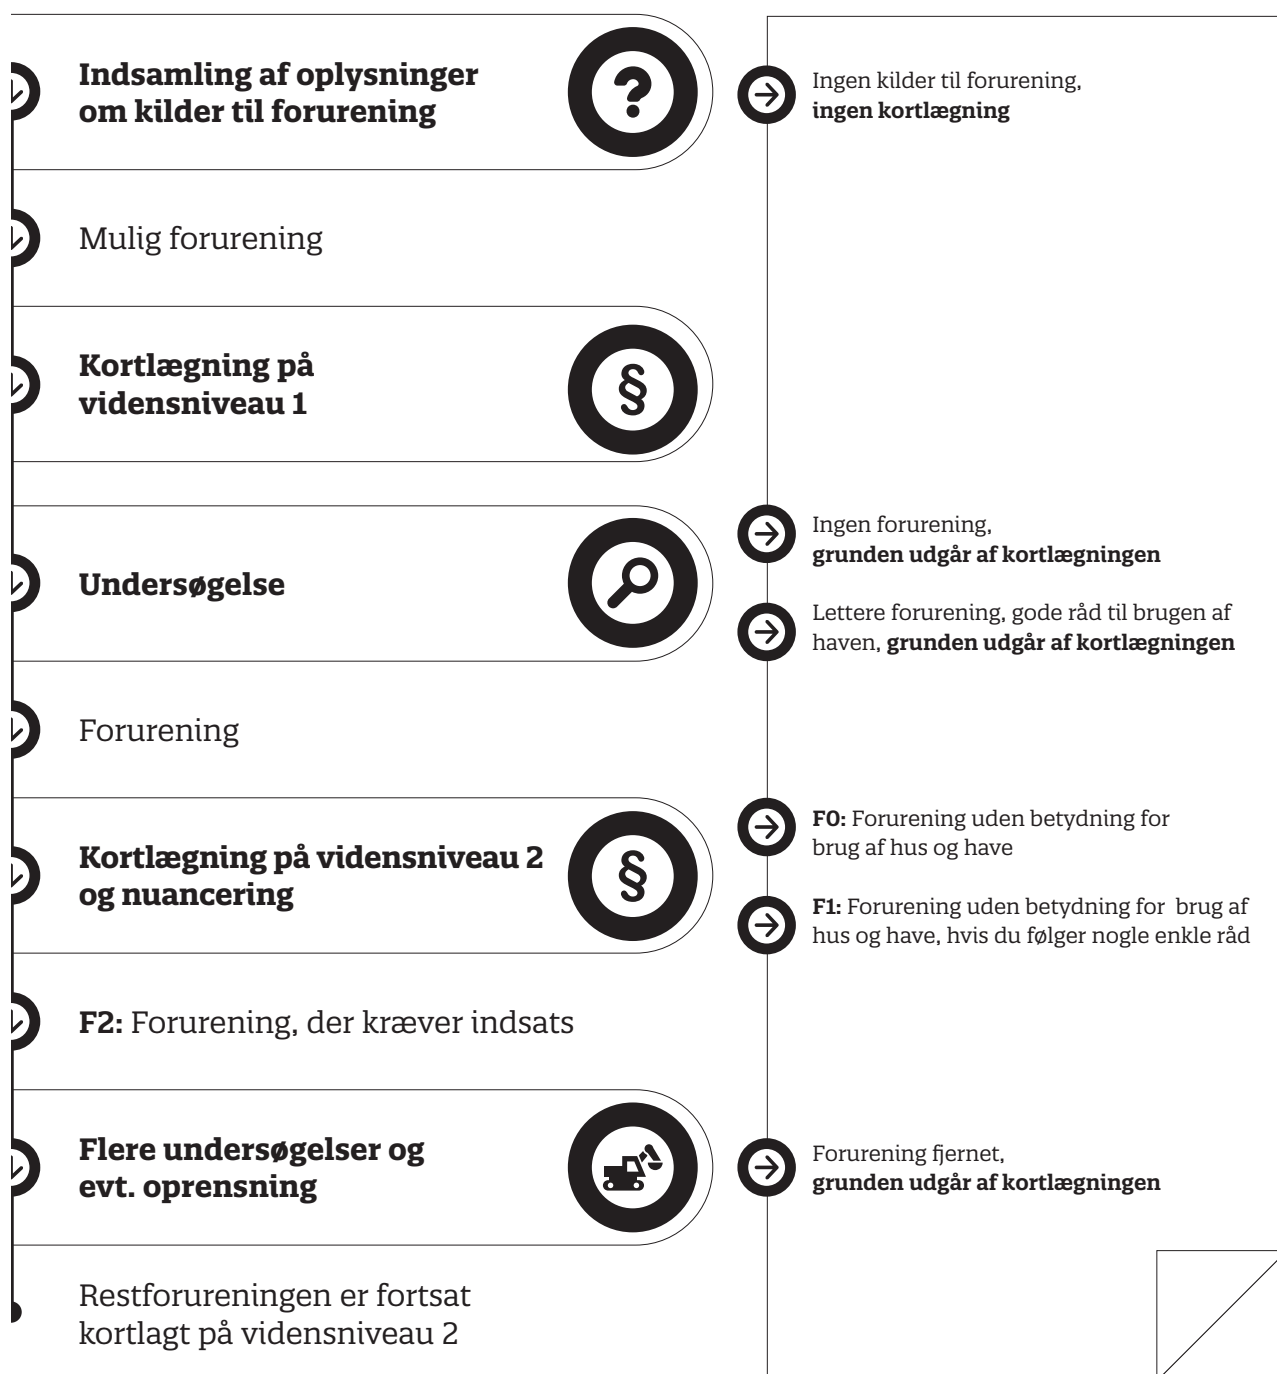 Indsamling af oplysninger
om kilder til forurening
?
Ingen kilder til forurening,
ingen kortlægning
Mulig forurening
Kortlægning på
vidensniveau 1
§
Undersøgelse
Ingen forurening,
grunden udgår af kortlægningen
Lettere forurening, gode råd til brugen af
haven, grunden udgår af kortlægningen
Forurening
Kortlægning på vidensniveau 2
og nuancering
§
F0: Forurening uden betydning for
brug af hus og have
F1: Forurening uden betydning for brug af
hus og have, hvis du følger nogle enkle råd
F2: Forurening, der kræver indsats
Flere undersøgelser og
evt. oprensning
Forurening fjernet,
grunden udgår af kortlægningen
Restforureningen er fortsat
kortlagt på vidensniveau 2